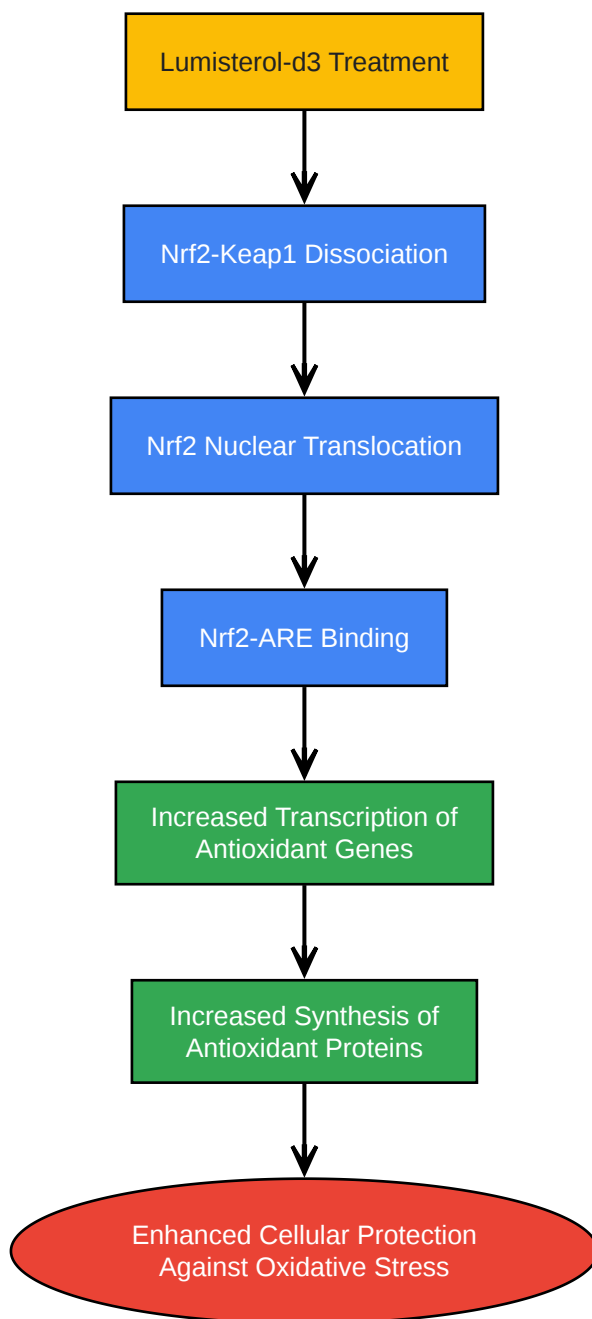 Lumisterol-d3 Treatment
Nrf2-Keap1 Dissociation
Nrf2 Nuclear Translocation
Nrf2-ARE Binding
Increased Transcription of
Antioxidant Genes
Increased Synthesis of
Antioxidant Proteins
Enhanced Cellular Protection
Against Oxidative Stress